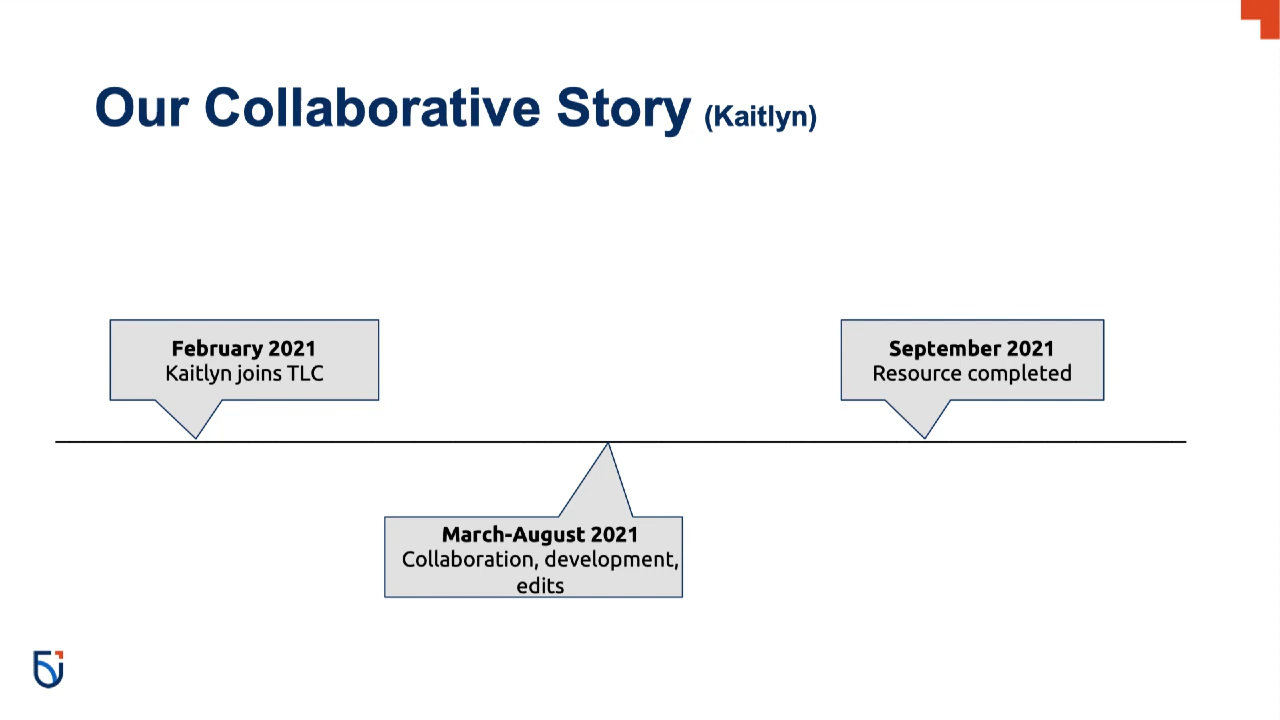 Our Collaborative Story (Kaitlyn)
February 2021
Kaitlyn joins TLC
September 2021
Resource completed
March-August 2021
Collaboration, development,
edits